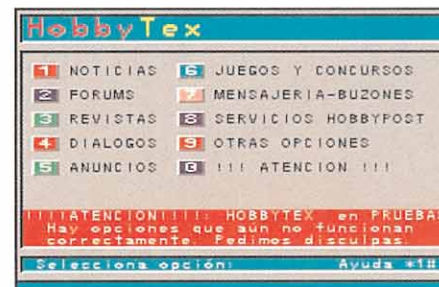 HobbyTex
1 NOTICIAS 6 JUEGOS Y CONCURSOS
2 FORUMS 7 MENSAJERIA-BUZONES
3 REVISTAS 8 SERVICIOS HOBBYPOST
4 DIALOGOS 9 OTRAS OPCIONES
5 ANUNCIOS 0 !!! ATENCION !!!
!!!!ATENCION!!!!: HOBBYTEX en PRUEBA
Hay opciones que aún no funcionan
correctamente. Pedimos disculpas.
Selecciona opción: Ayuda *1#